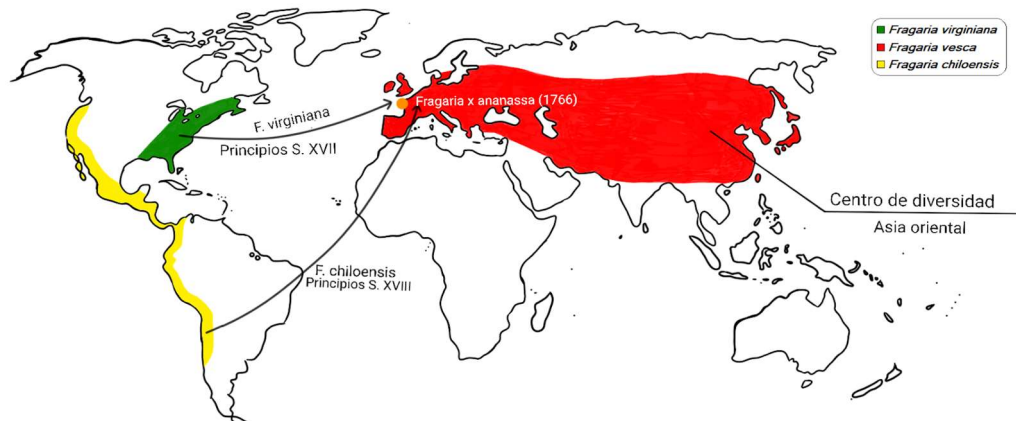 Fragaria virginiana
Fragaria vesca
Fragaria chiloensis
Fragaria x ananassa (1766)
F. virginiana
Principios S. XVII
Centro de diversidad
Asia oriental
F. chiloensis
Principios S. XVIII